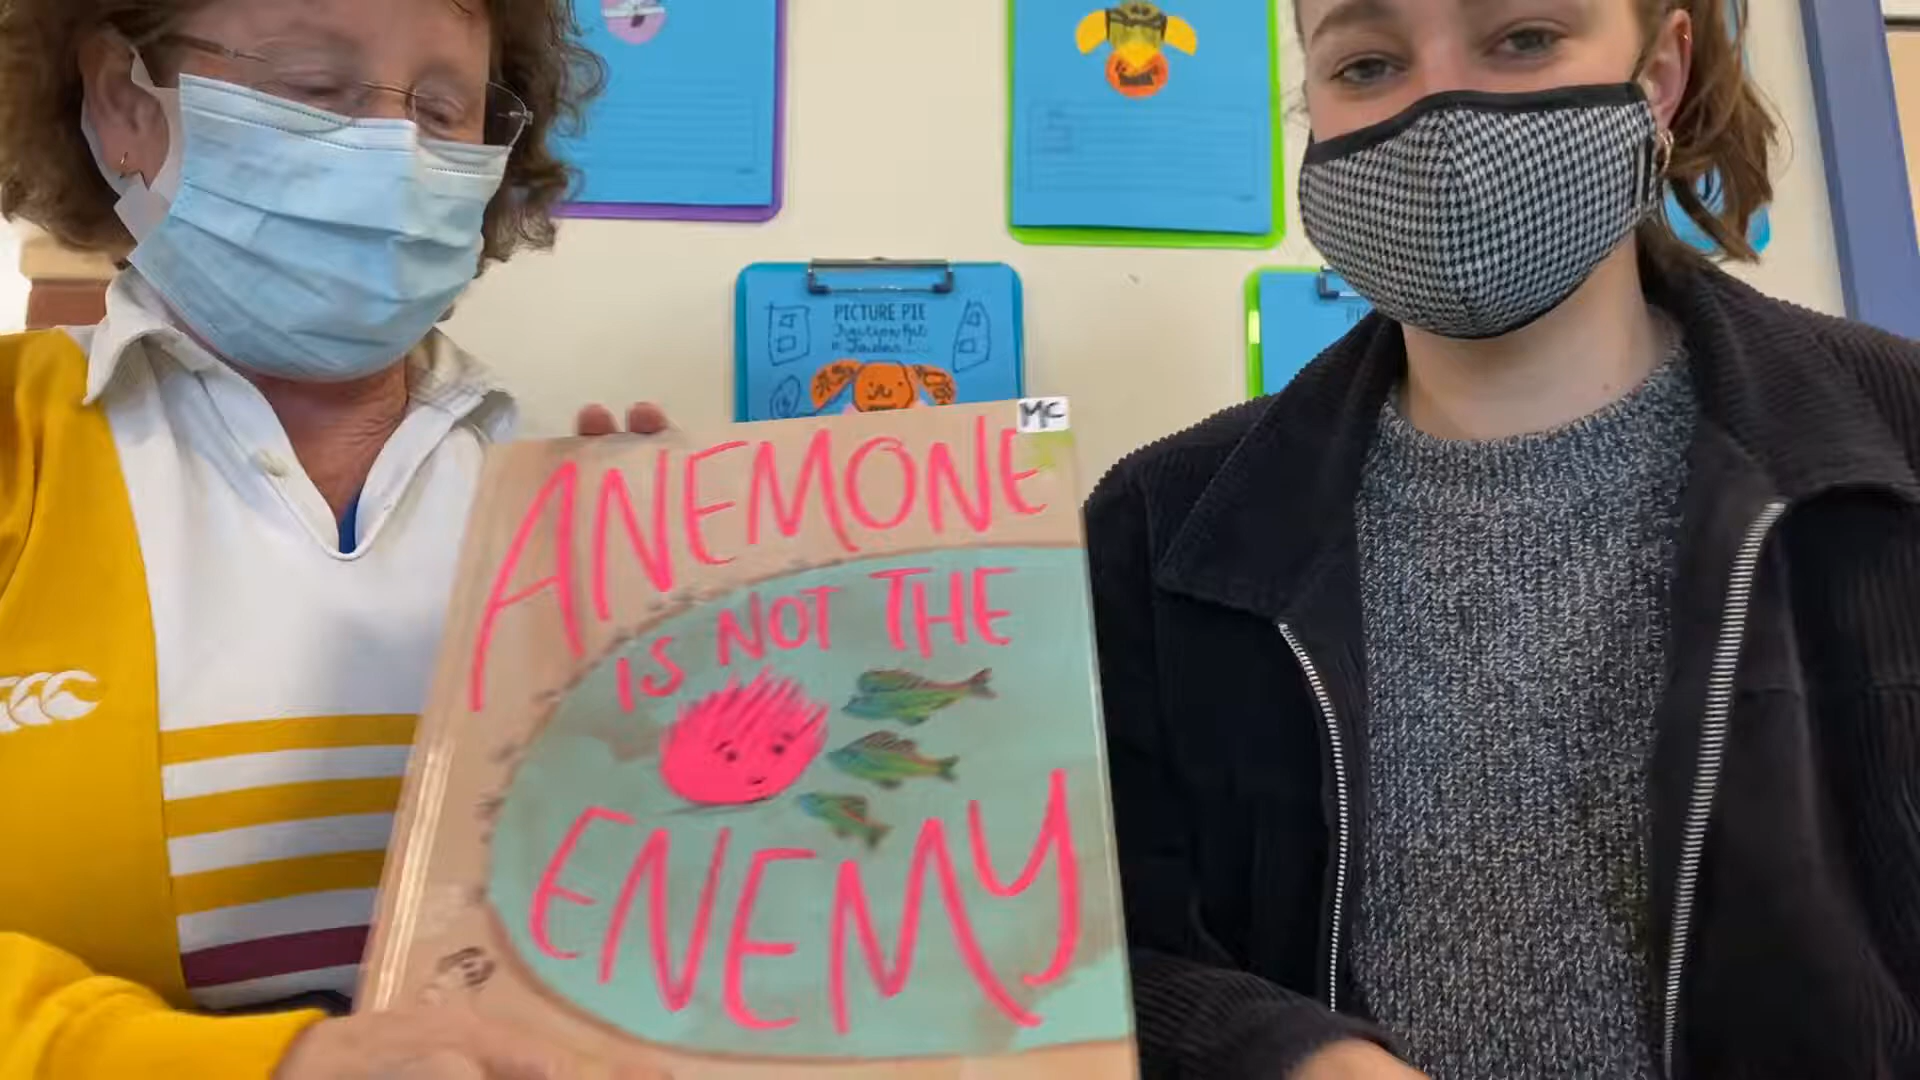 PICTURE PIE
MC
ANEMONE
IS NOT THE
ENEMY